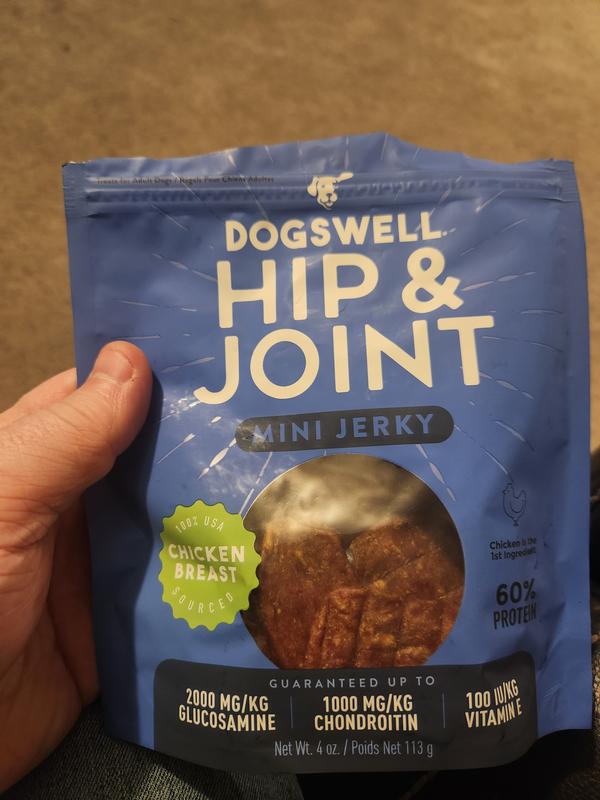 Treats for Adult Dogs / Régals Pour Chiens Adultes
DOGSWELL
HIP &
JOINT
MINI JERKY
100% USA
CHICKEN
BREAST
SOURCED
Chicken is the
1st Ingredient
60%
PROTEIN
GUARANTEED UP TO
2000 MG/KG
GLUCOSAMINE
1000 MG/KG
CHONDROITIN
100 IU/KG
VITAMIN E
Net Wt. 4 oz. / Poids Net 113 g